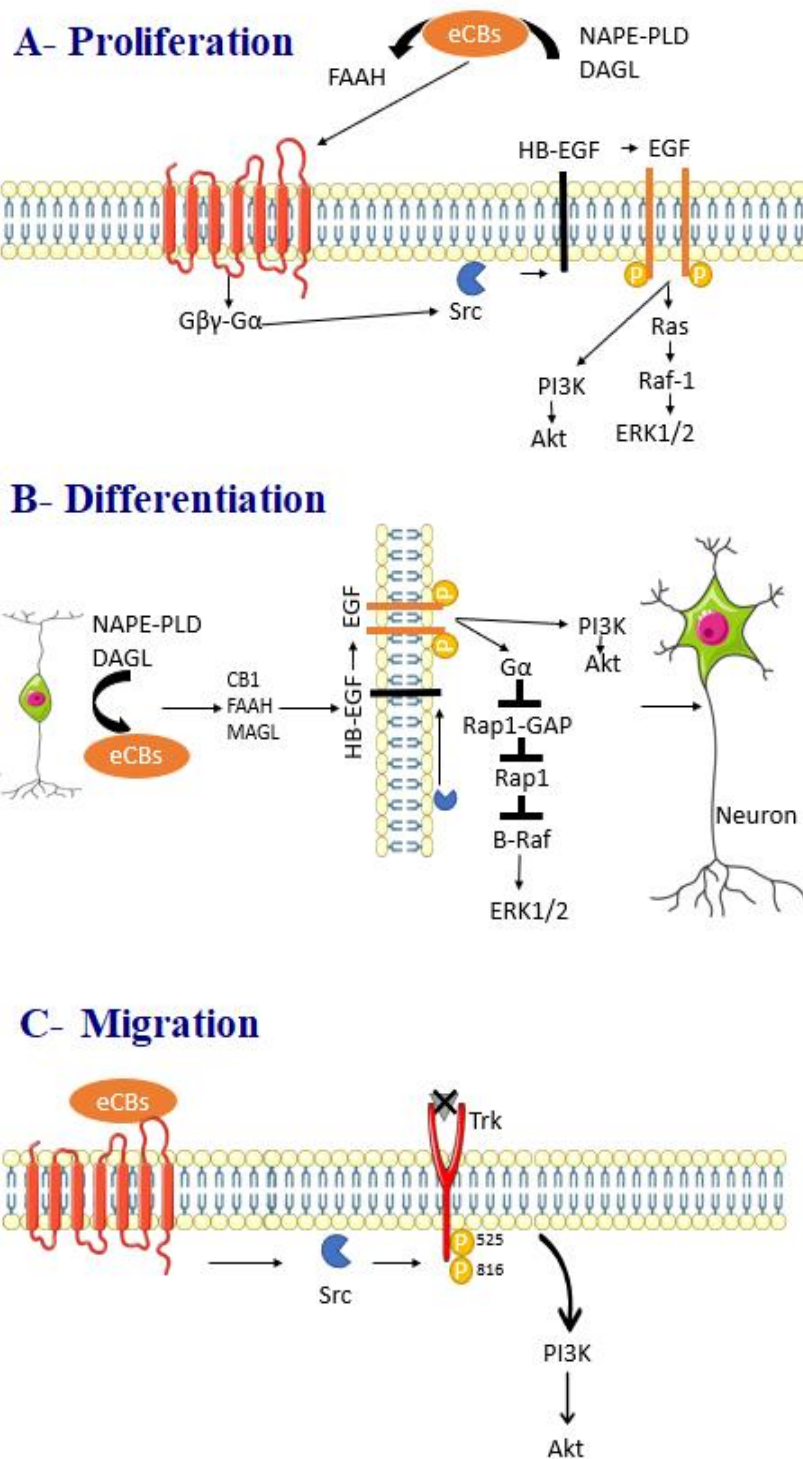 A- Proliferation
eCBs
NAPE-PLD
DAGL
FAAH
HB-EGF
EGF
P
P
Gβγ-Gα
Src
Ras
PI3K
Raf-1
Akt
ERK1/2
B- Differentiation
NAPE-PLD
DAGL
eCBs
CB1
FAAH
MAGL
HB-EGF
EGF
P
P
PI3K
Akt
Gα
Rap1-GAP
Rap1
B-Raf
ERK1/2
Neuron
C- Migration
eCBs
Trk
P 525
P 816
Src
PI3K
Akt